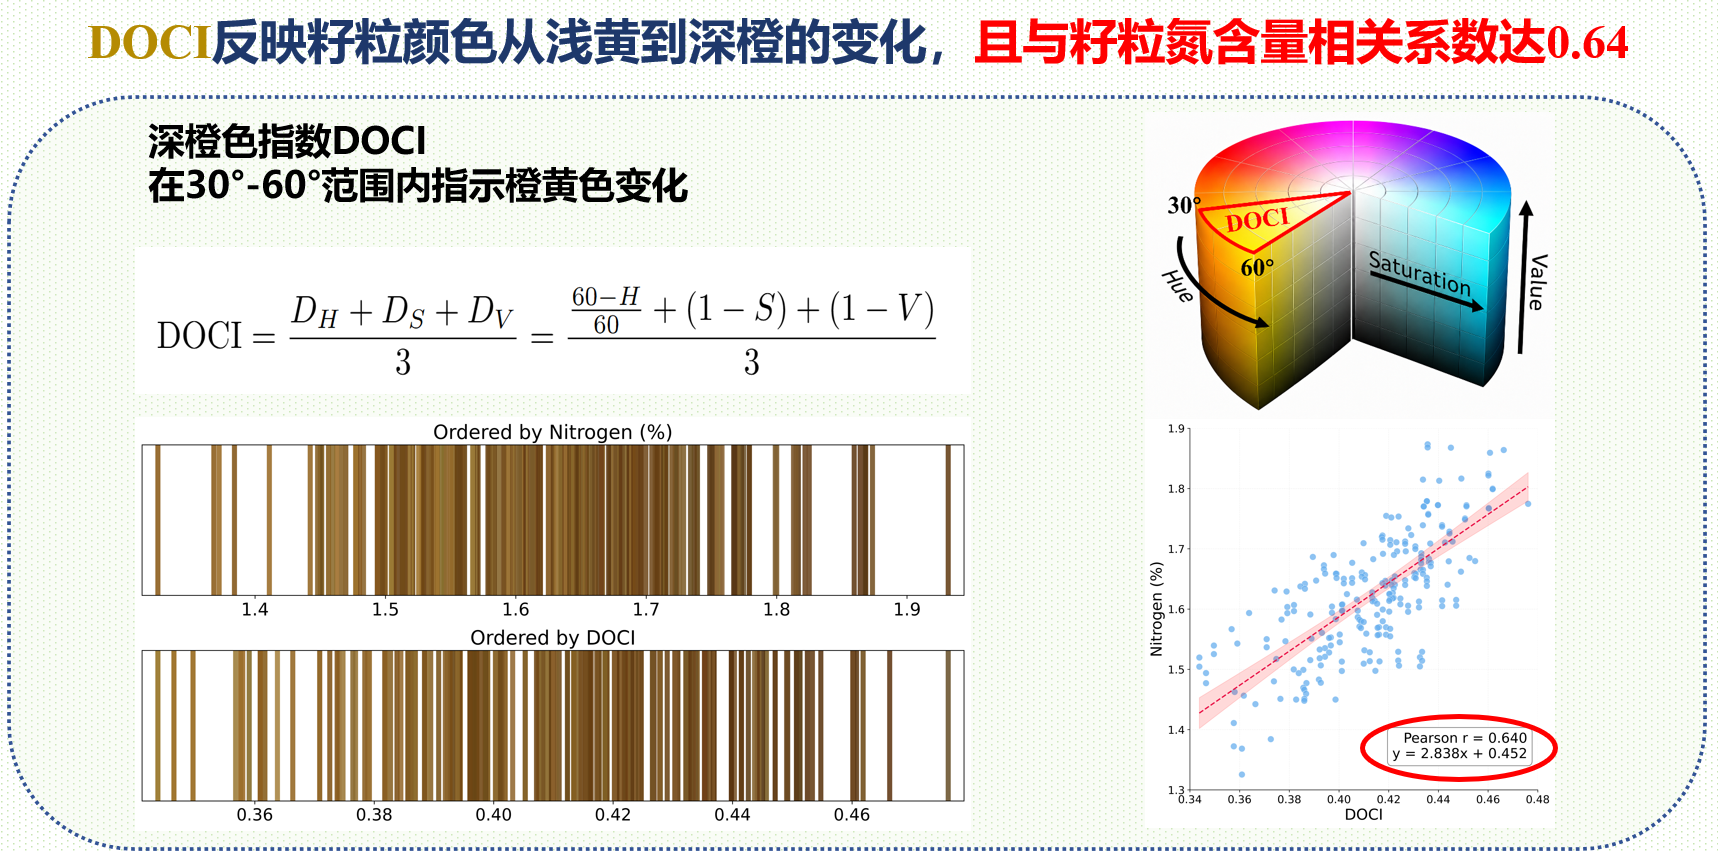 DOCI反映籽粒颜色从浅黄到深橙的变化，且与籽粒氮含量相关系数达0.64
深橙色指数DOCI
在30°-60°范围内指示橙黄色变化
DOCI = (D_H + D_S + D_V)/3 = ((60−H)/60 + (1 − S) + (1 − V))/3
Ordered by Nitrogen (%)
1.4 1.5 1.6 1.7 1.8 1.9
Ordered by DOCI
0.36 0.38 0.40 0.42 0.44 0.46
30°
DOCI
60°
Hue
Saturation
Value
1.9
1.8
1.7
1.6
1.5
1.4
1.3
Nitrogen (%)
Pearson r = 0.640
y = 2.838x + 0.452
0.34 0.36 0.38 0.40 0.42 0.44 0.46 0.48
DOCI